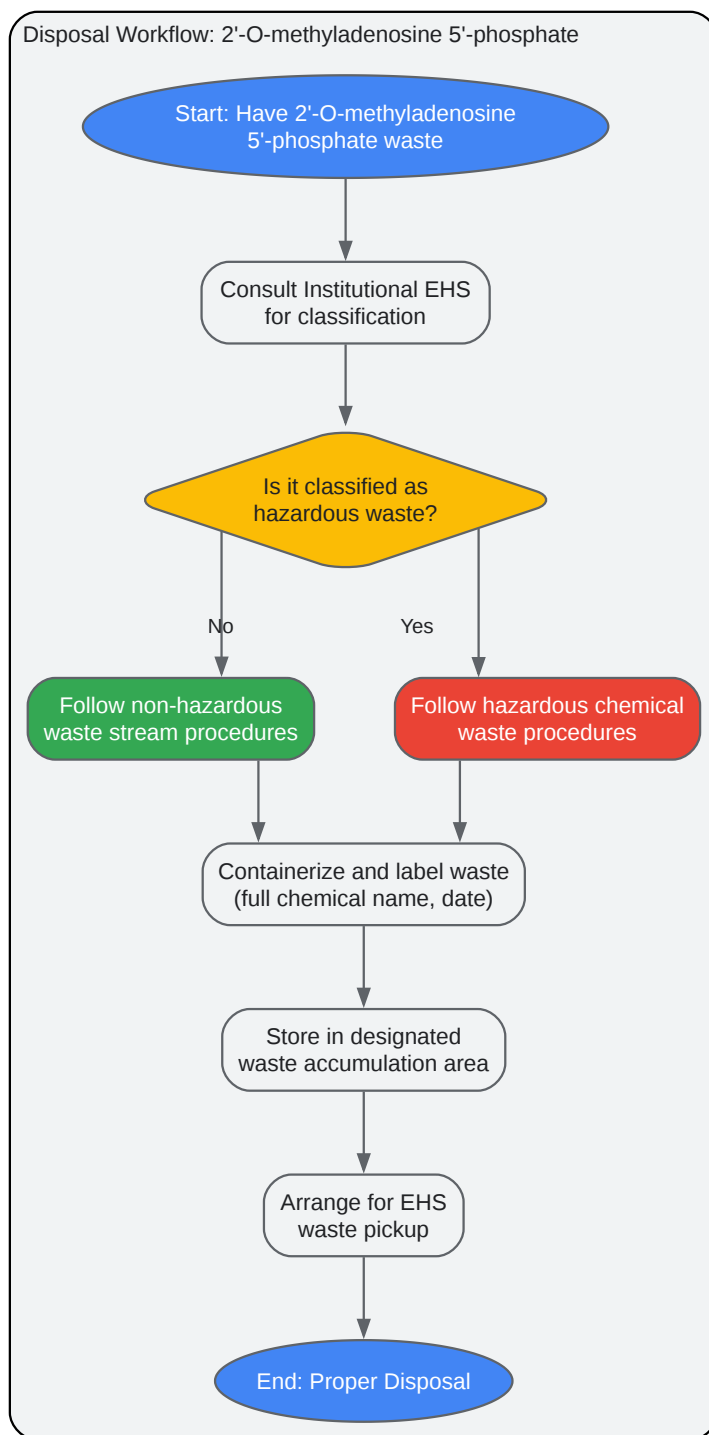 Disposal Workflow: 2'-O-methyladenosine 5'-phosphate
Start: Have 2'-O-methyladenosine
5'-phosphate waste
Consult Institutional EHS
for classification
Is it classified as
hazardous waste?
No
Yes
Follow non-hazardous
waste stream procedures
Follow hazardous chemical
waste procedures
Containerize and label waste
(full chemical name, date)
Store in designated
waste accumulation area
Arrange for EHS
waste pickup
End: Proper Disposal